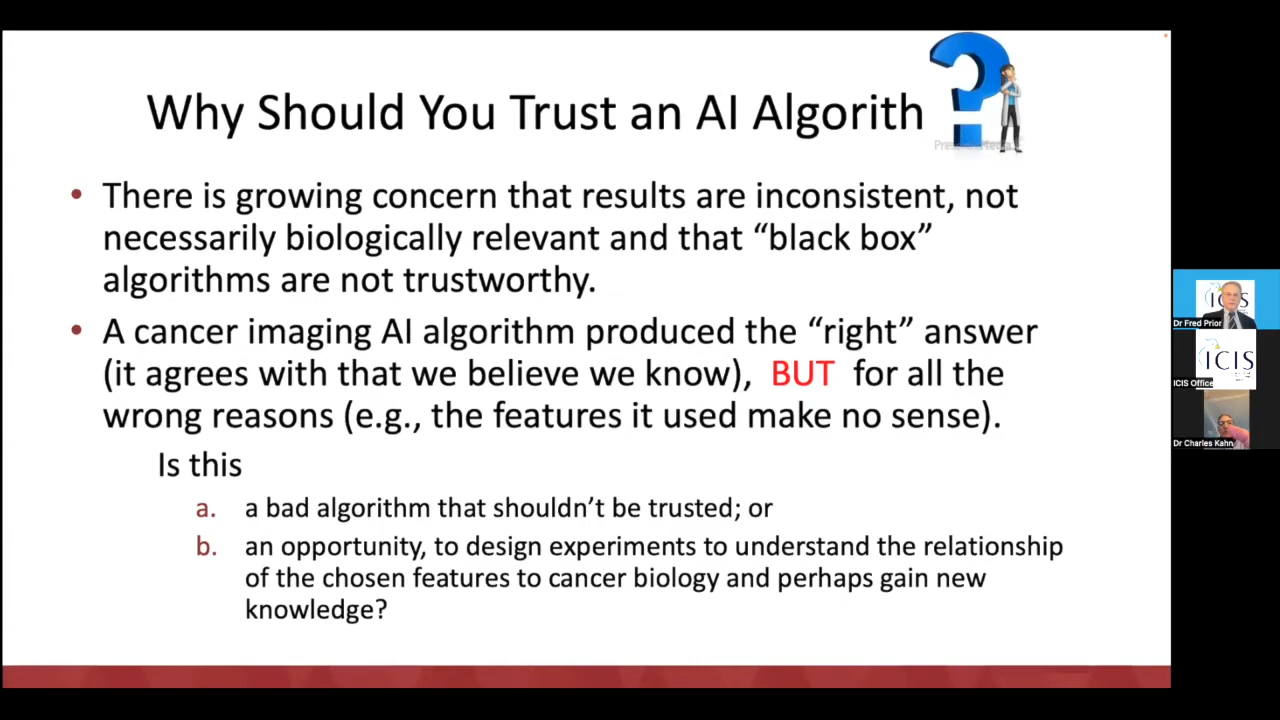 Why Should You Trust an AI Algorith
• There is growing concern that results are inconsistent, not
necessarily biologically relevant and that “black box”
algorithms are not trustworthy.
• A cancer imaging AI algorithm produced the “right” answer
(it agrees with that we believe we know), BUT for all the
wrong reasons (e.g., the features it used make no sense).
Is this
a. a bad algorithm that shouldn’t be trusted; or
b. an opportunity, to design experiments to understand the relationship
of the chosen features to cancer biology and perhaps gain new
knowledge?
ICIS
Dr Fred Prior
ICIS
ICIS Office
Dr Charles Kahn